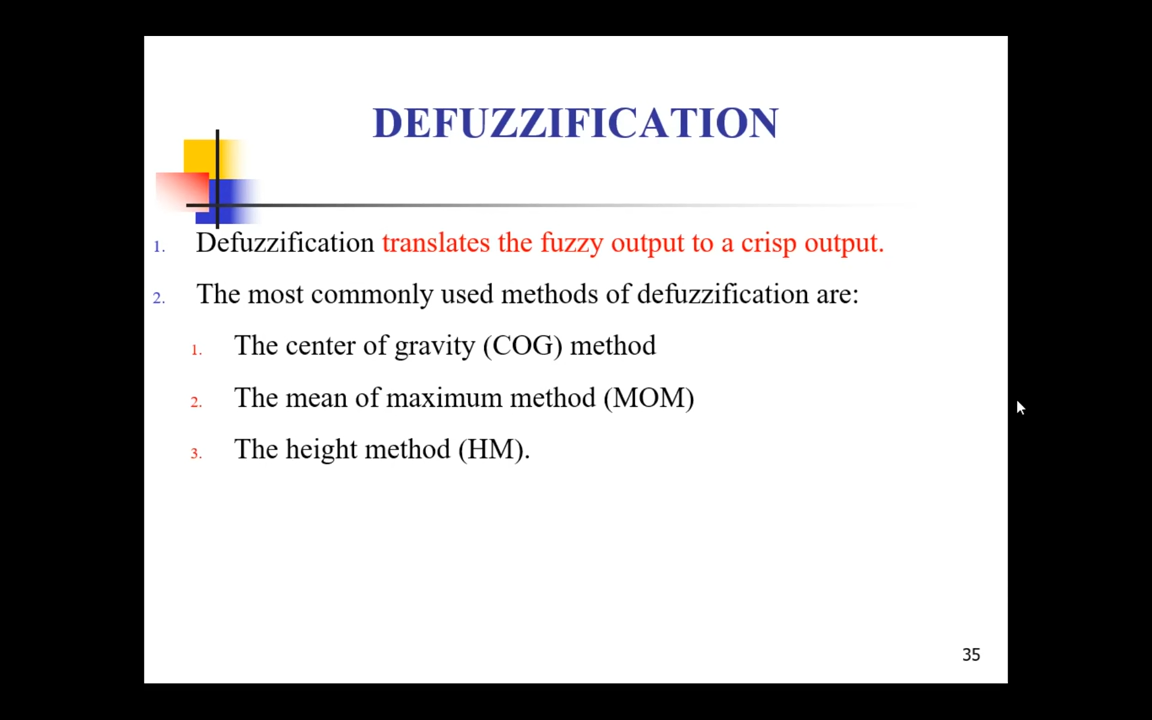 DEFUZZIFICATION
1. Defuzzification translates the fuzzy output to a crisp output.
2. The most commonly used methods of defuzzification are:
1. The center of gravity (COG) method
2. The mean of maximum method (MOM)
3. The height method (HM).
35